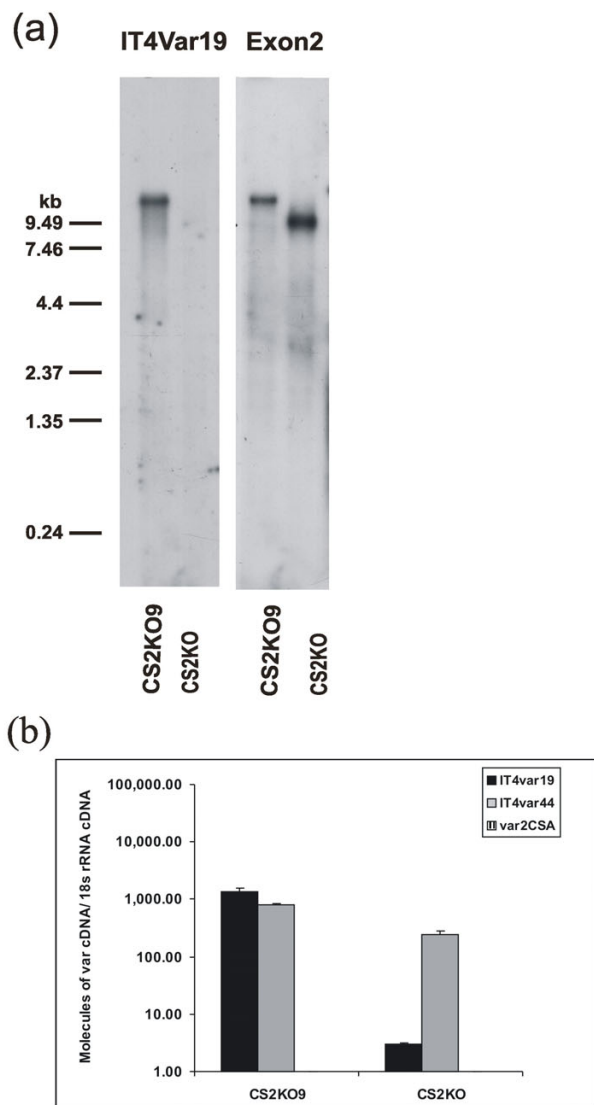 (a)
IT4Var19 Exon2
kb
9.49
7.46
4.4
2.37
1.35
0.24
CS2KO9
CS2KO
CS2KO9
CS2KO
(b)
Molecules of var cDNA/ 18s rRNA cDNA
100,000.00
10,000.00
1,000.00
100.00
10.00
1.00
IT4var19
IT4var44
var2CSA
CS2KO9 CS2KO